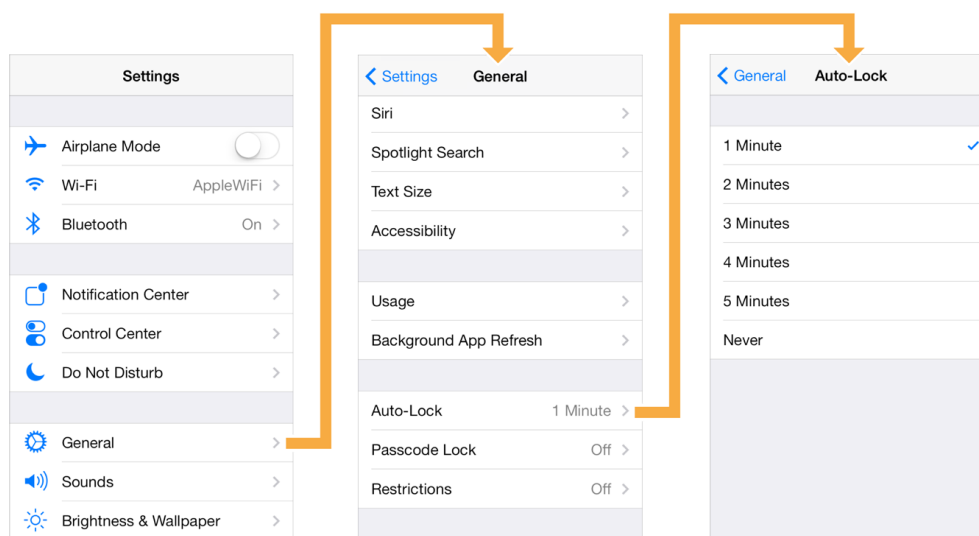 Settings
Airplane Mode
Wi-Fi AppleWiFi
Bluetooth On
Notification Center
Control Center
Do Not Disturb
General
Sounds
Brightness & Wallpaper
Settings General
Siri
Spotlight Search
Text Size
Accessibility
Usage
Background App Refresh
Auto-Lock 1 Minute
Passcode Lock Off
Restrictions Off
General Auto-Lock
1 Minute
2 Minutes
3 Minutes
4 Minutes
5 Minutes
Never